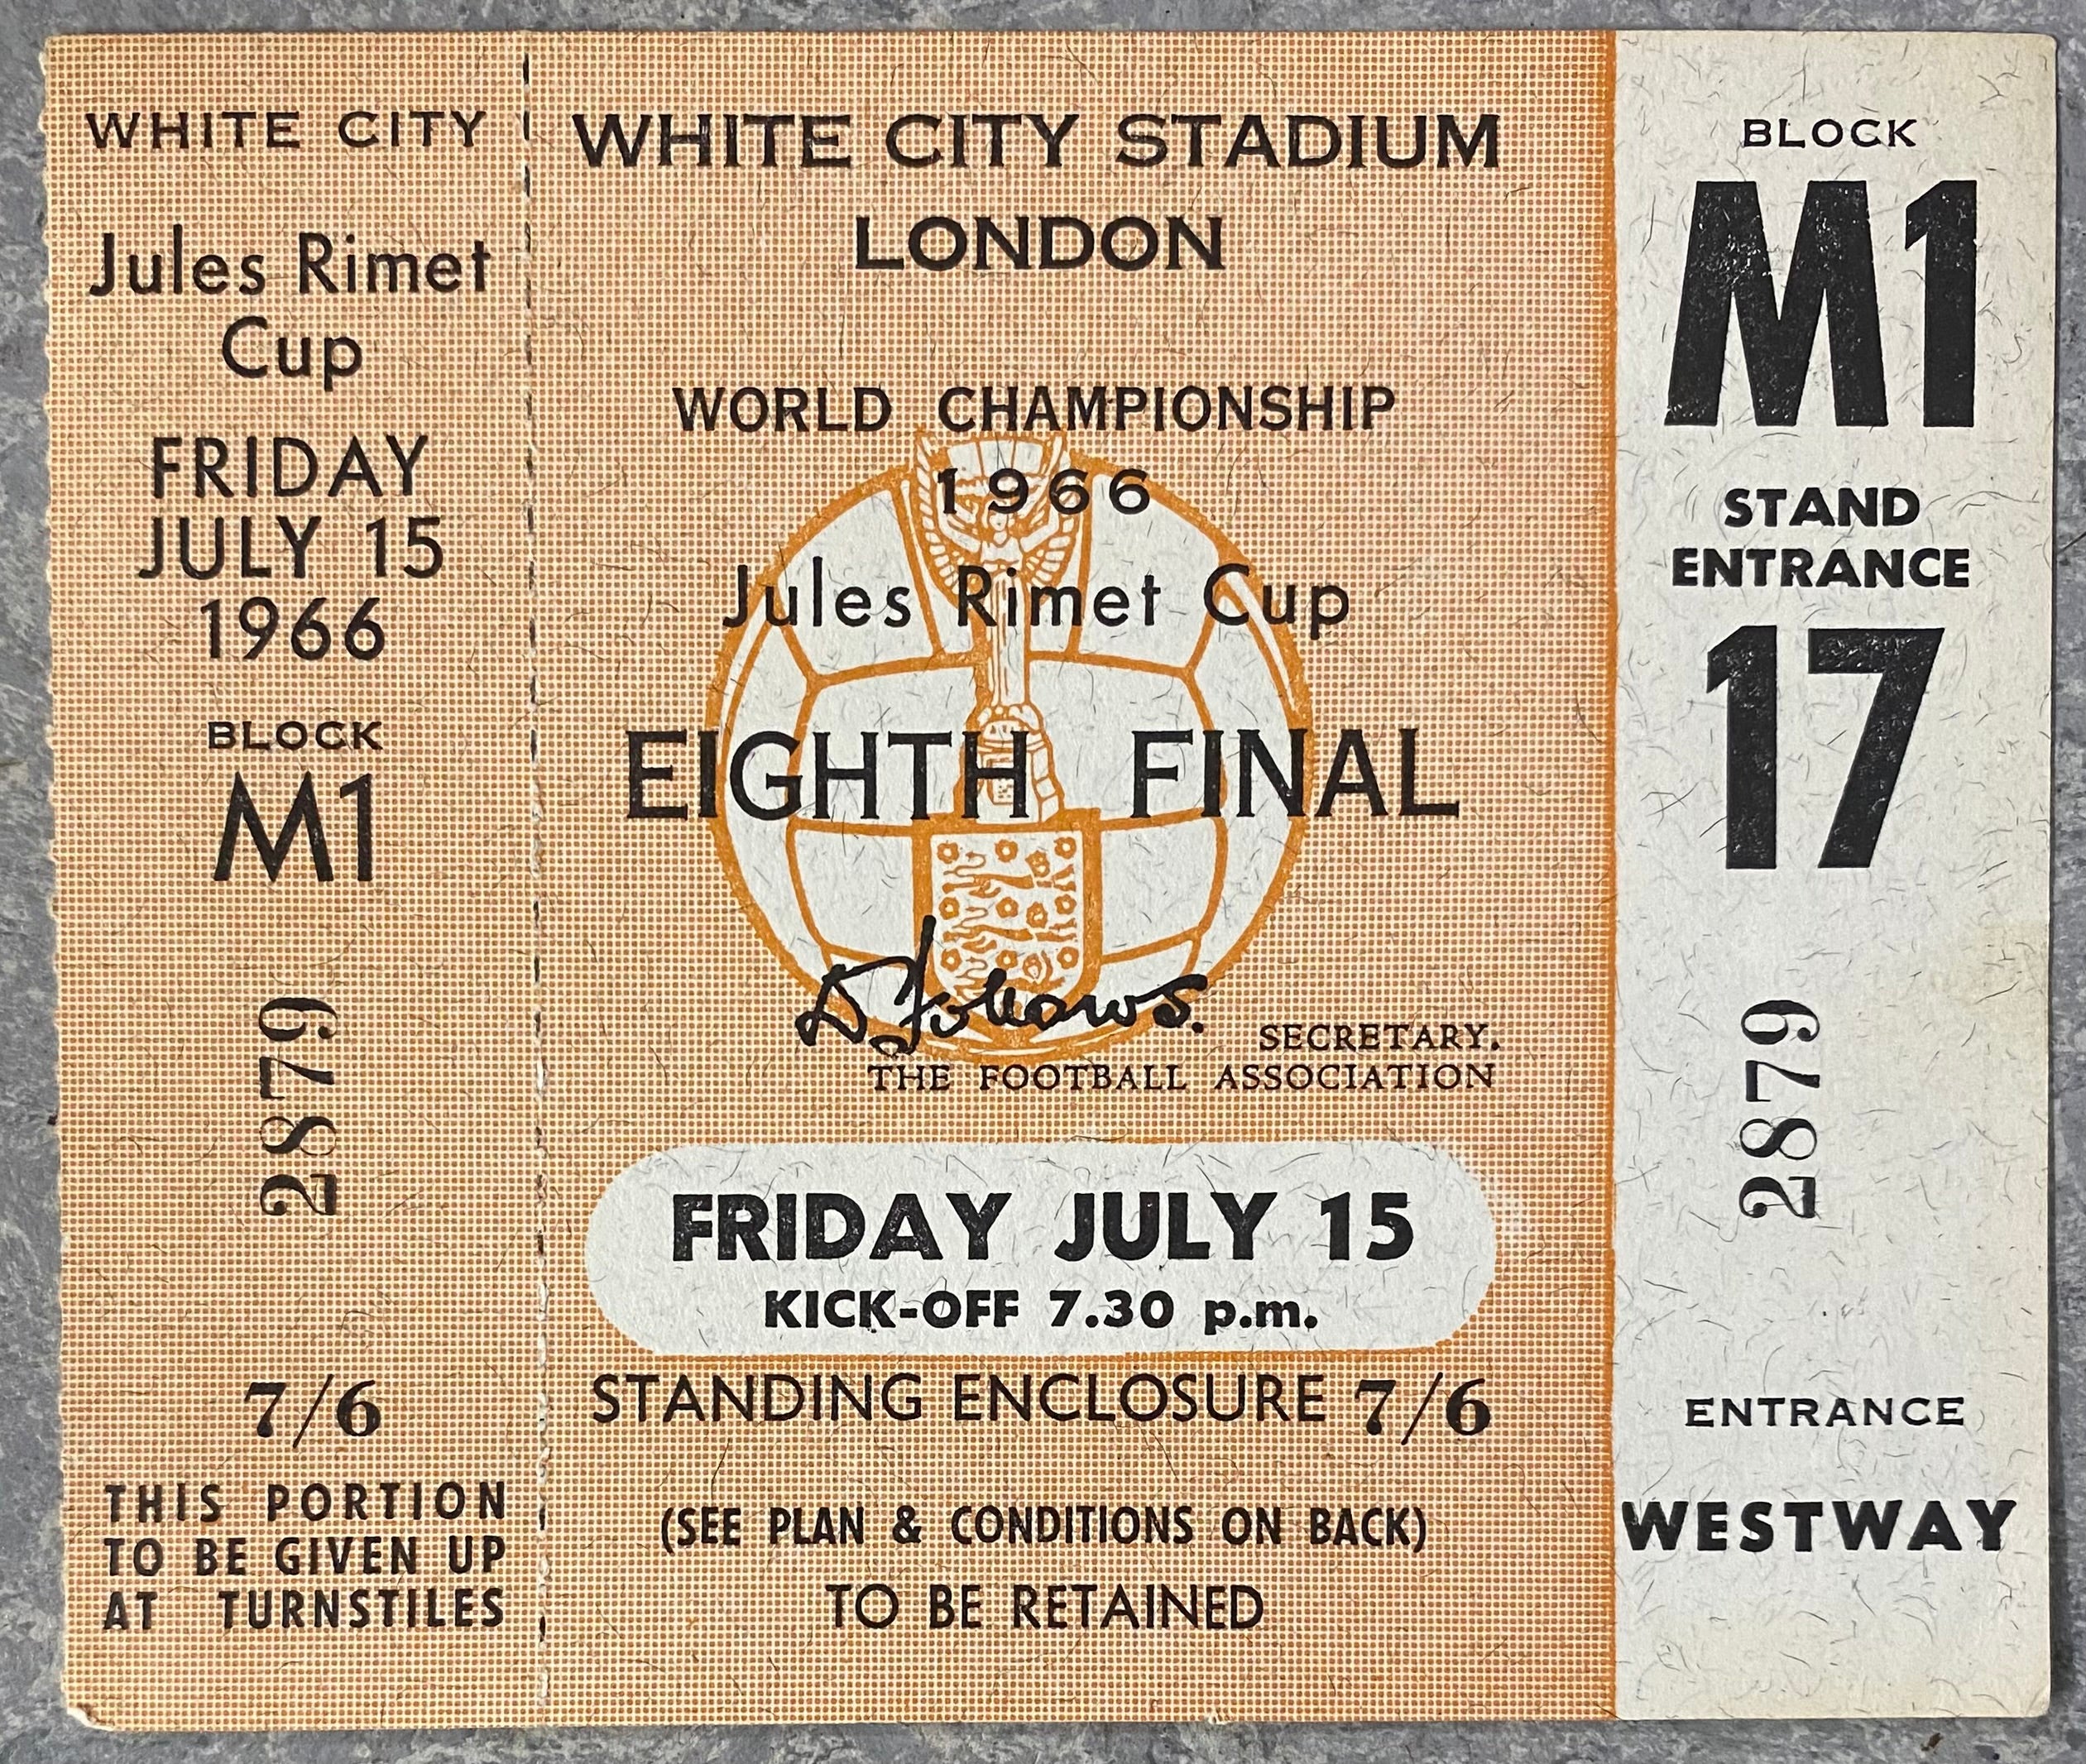 WHITE CITY
Jules Rimet
Cup
FRIDAY
JULY 15
1966
BLOCK
M1
2879
7/6
THIS PORTION
TO BE GIVEN UP
AT TURNSTILES
WHITE CITY STADIUM
LONDON
WORLD CHAMPIONSHIP
1966
Jules Rimet Cup
EIGHTH FINAL
D Follows.
SECRETARY.
THE FOOTBALL ASSOCIATION
FRIDAY JULY 15
KICK-OFF 7.30 p.m.
STANDING ENCLOSURE 7/6
(SEE PLAN & CONDITIONS ON BACK)
TO BE RETAINED
BLOCK
M1
STAND
ENTRANCE
17
2879
ENTRANCE
WESTWAY